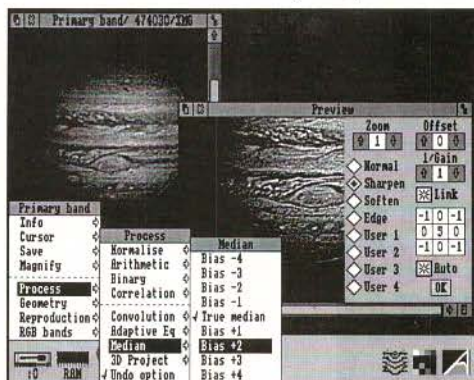 Primary band/ 474030/IMG
Preview
Zoom
Offset
1
0
Normal
1/Gain
Sharpen
1
Soften
Link
Edge
-1 0 -1
User 1
0 5 0
User 2
-1 0 -1
User 3
Auto
User 4
OK
Primary band
Info
Cursor
Save
Magnify
Process
Geometry
Reproduction
RGB bands
Process
Normalise
Arithmetic
Binary
Correlation
Convolution
Adaptive Eq
Median
3D Project
Undo option
Median
Bias -4
Bias -3
Bias -2
Bias -1
True median
Bias +1
Bias +2
Bias +3
Bias +4
:0
RAM